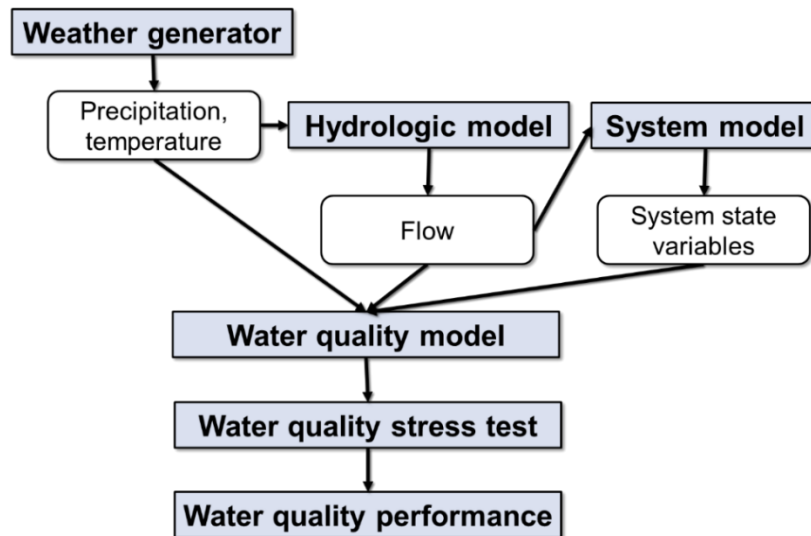 Weather generator
Precipitation,
temperature
Hydrologic model
System model
Flow
System state
variables
Water quality model
Water quality stress test
Water quality performance